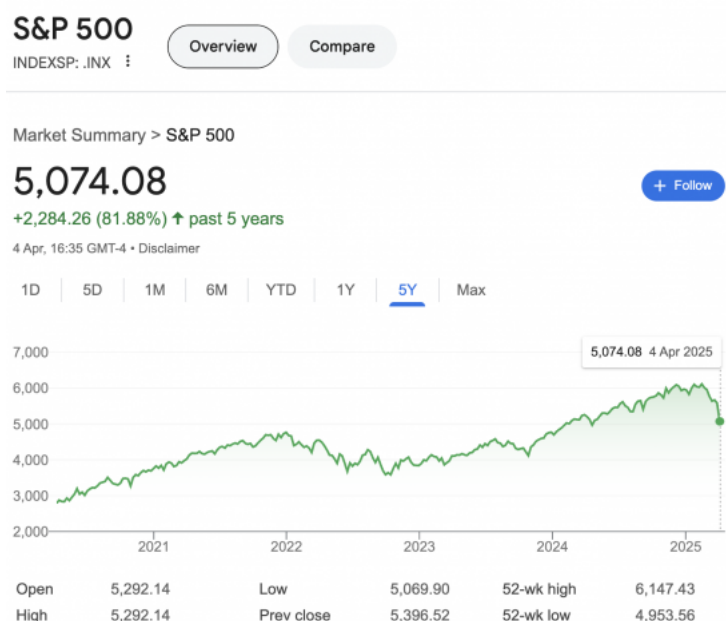 S&P 500
Overview
Compare
INDEXSP: .INX
Market Summary > S&P 500
5,074.08
+ Follow
+2,284.26 (81.88%) ↑ past 5 years
4 Apr, 16:35 GMT-4 • Disclaimer
1D 5D 1M 6M YTD 1Y 5Y Max
5,074.08 4 Apr 2025
7,000
6,000
5,000
4,000
3,000
2,000
2021 2022 2023 2024 2025
Open 5,292.14 Low 5,069.90 52-wk high 6,147.43
High 5,292.14 Prev close 5,396.52 52-wk low 4,953.56